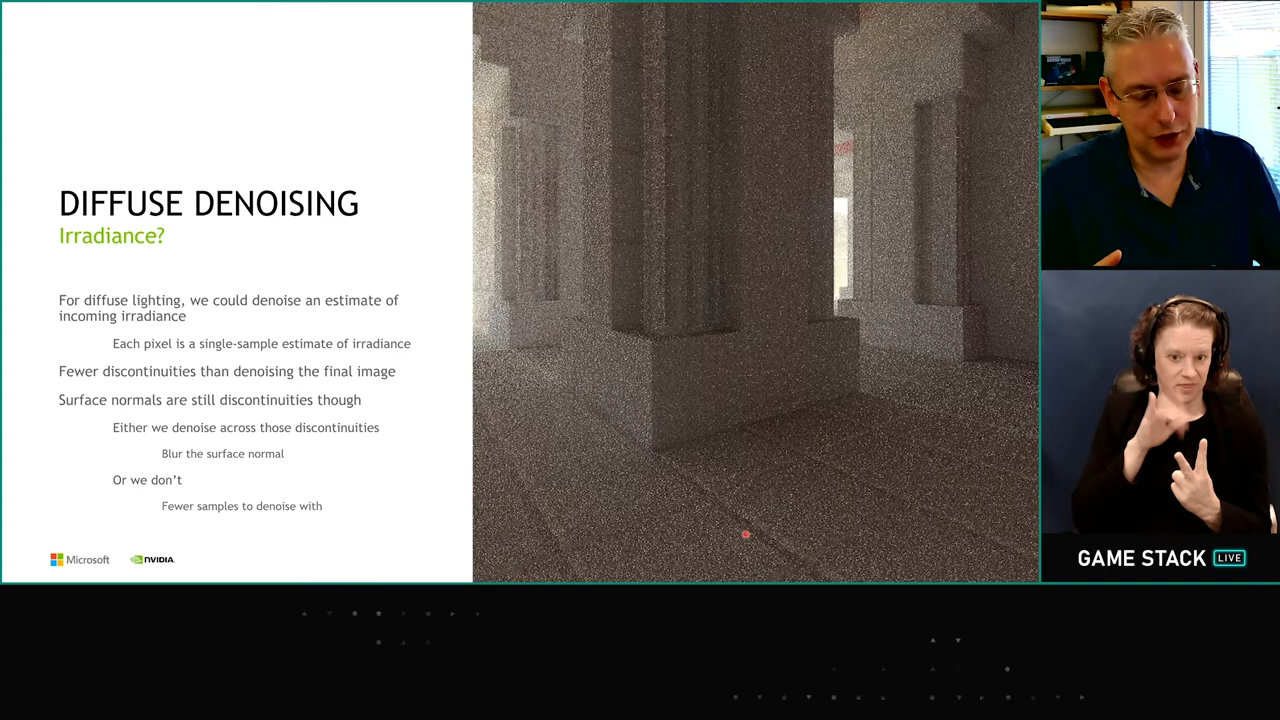 DIFFUSE DENOISING
Irradiance?
For diffuse lighting, we could denoise an estimate of
incoming irradiance
Each pixel is a single-sample estimate of irradiance
Fewer discontinuities than denoising the final image
Surface normals are still discontinuities though
Either we denoise across those discontinuities
Blur the surface normal
Or we don't
Fewer samples to denoise with
Microsoft
NVIDIA
GAME STACK LIVE